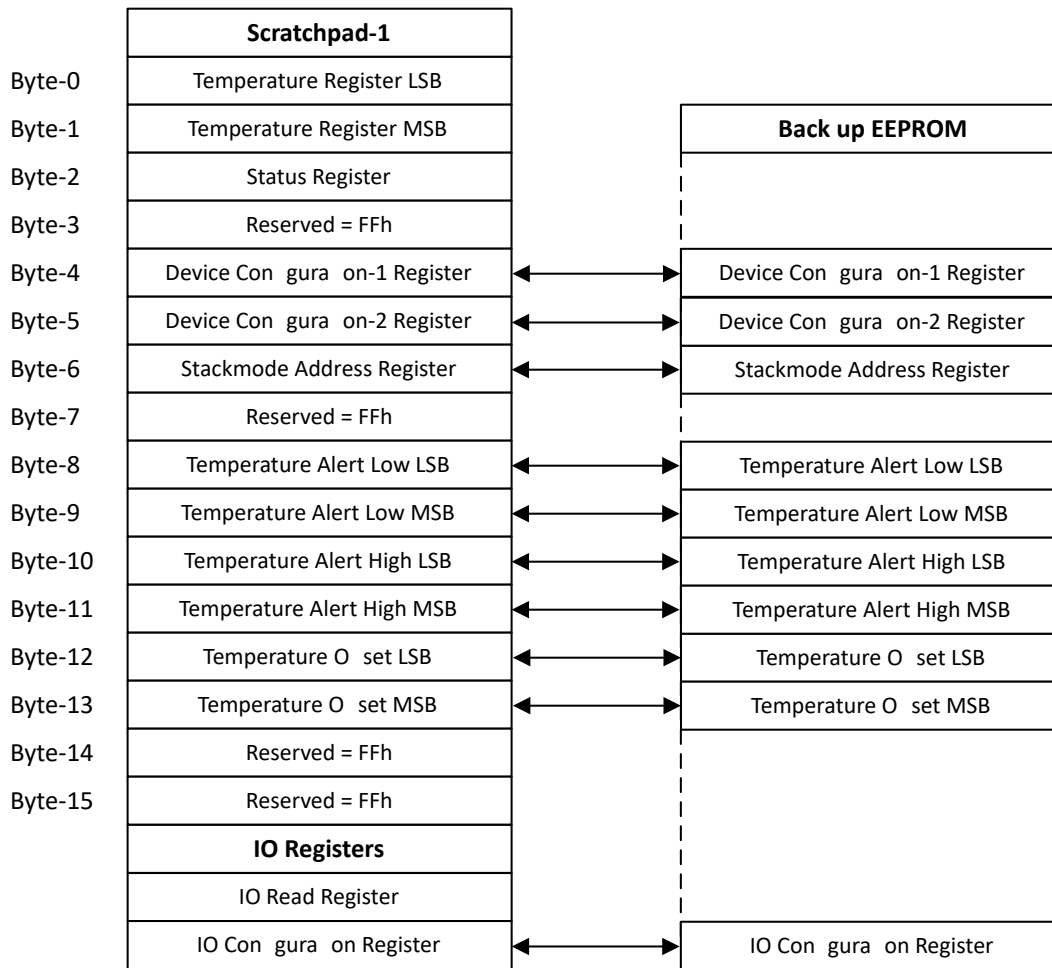 Scratchpad-1
Byte-0 Temperature Register LSB
Byte-1 Temperature Register MSB Back up EEPROM
Byte-2 Status Register
Byte-3 Reserved = FFh
Byte-4 Device Con gura on-1 Register Device Con gura on-1 Register
Byte-5 Device Con gura on-2 Register Device Con gura on-2 Register
Byte-6 Stackmode Address Register Stackmode Address Register
Byte-7 Reserved = FFh
Byte-8 Temperature Alert Low LSB Temperature Alert Low LSB
Byte-9 Temperature Alert Low MSB Temperature Alert Low MSB
Byte-10 Temperature Alert High LSB Temperature Alert High LSB
Byte-11 Temperature Alert High MSB Temperature Alert High MSB
Byte-12 Temperature O set LSB Temperature O set LSB
Byte-13 Temperature O set MSB Temperature O set MSB
Byte-14 Reserved = FFh
Byte-15 Reserved = FFh
IO Registers
IO Read Register
IO Con gura on Register IO Con gura on Register